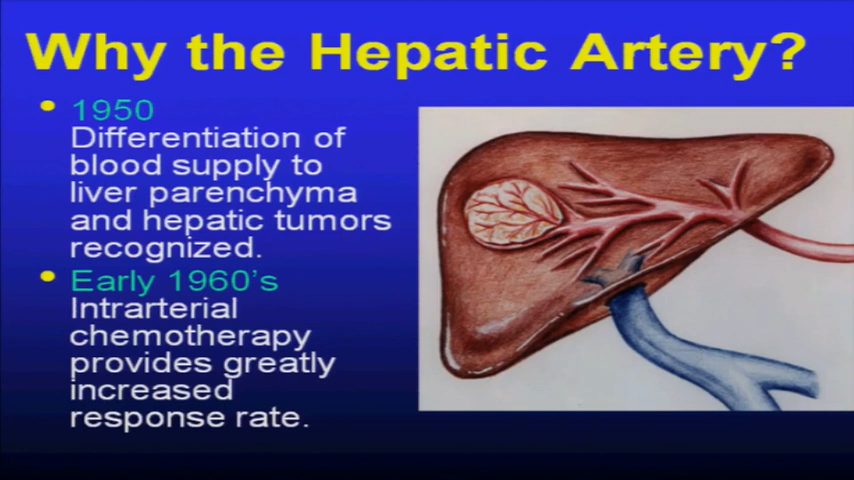 Why the Hepatic Artery?
• 1950
Differentiation of
blood supply to
liver parenchyma
and hepatic tumors
recognized.
• Early 1960's
Intrarterial
chemotherapy
provides greatly
increased
response rate.